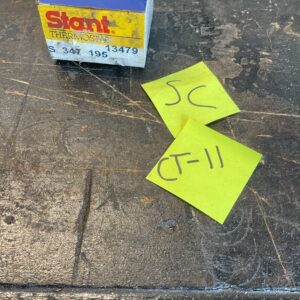 Stant
THERMOSTAT
S 347 195 13479
SC
CT-11